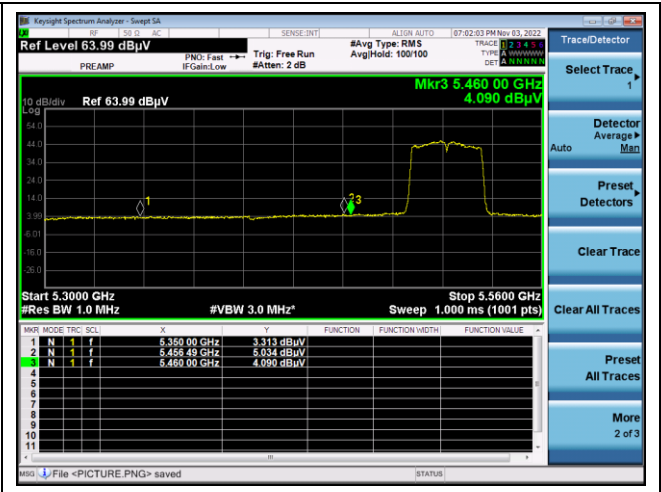 Keysight Spectrum Analyzer - Swept SA
RF 50 Ω AC SENSE:INT ALIGN AUTO 07:02:03 PM Nov 03, 2022
Ref Level 63.99 dBµV
PREAMP
PNO: Fast
IFGain:Low
Trig: Free Run
#Atten: 2 dB
#Avg Type: RMS
Avg|Hold: 100/100
TRACE 1 2 3 4 5 6
TYPE A WWWWW
DET A N N N N N
Trace/Detector
Mkr3 5.460 00 GHz
4.090 dBµV
10 dB/div Ref 63.99 dBµV
Log
54.0
44.0
34.0
24.0
14.0
3.99
-6.01
-16.0
-26.0
1
2
3
Start 5.3000 GHz
Stop 5.5600 GHz
#Res BW 1.0 MHz
#VBW 3.0 MHz*
Sweep 1.000 ms (1001 pts)
MKR MODE TRC SCL X Y FUNCTION FUNCTION WIDTH FUNCTION VALUE
1 N 1 f 5.350 00 GHz 3.313 dBµV
2 N 1 f 5.456 49 GHz 5.034 dBµV
3 N 1 f 5.460 00 GHz 4.090 dBµV
4
5
6
7
8
9
10
11
MSG File <PICTURE.PNG> saved STATUS
Select Trace
1
Detector
Average
Auto Man
Preset
Detectors
Clear Trace
Clear All Traces
Preset
All Traces
More
2 of 3